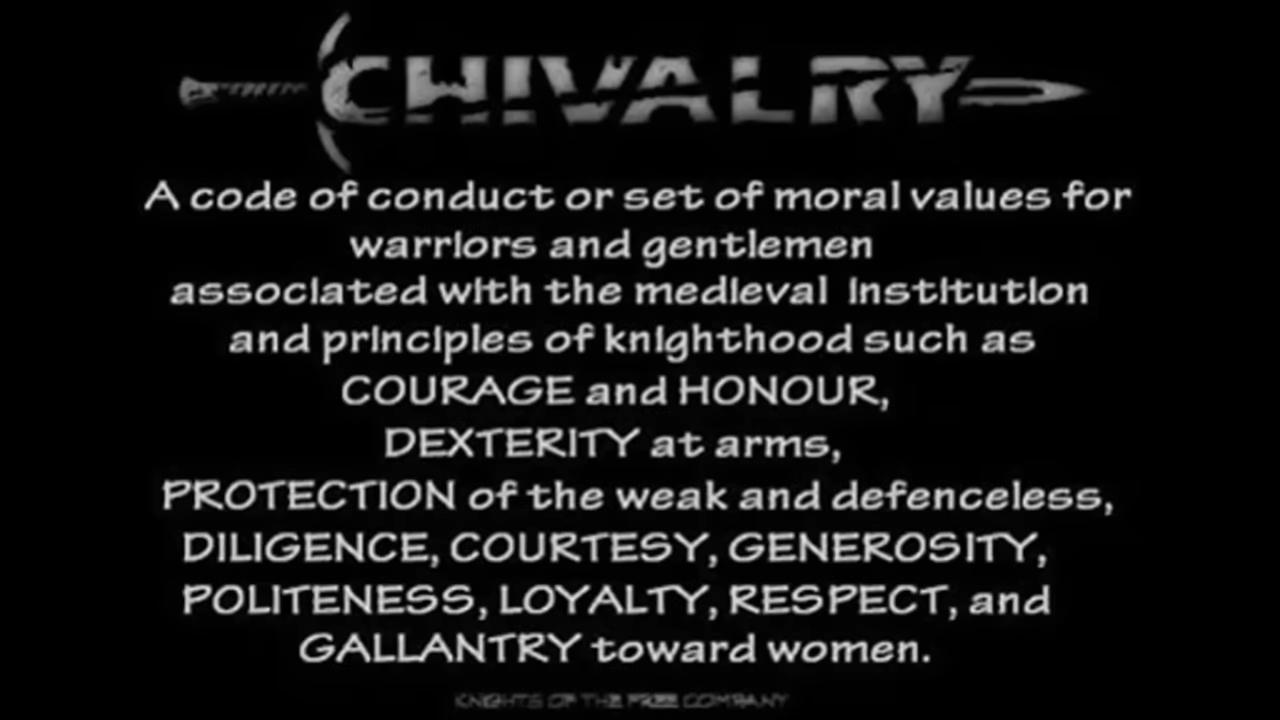 CHIVALRY
A code of conduct or set of moral values for
warriors and gentlemen
associated with the medieval institution
and principles of knighthood such as
COURAGE and HONOUR,
DEXTERITY at arms,
PROTECTION of the weak and defenceless,
DILIGENCE, COURTESY, GENEROSITY,
POLITENESS, LOYALTY, RESPECT, and
GALLANTRY toward women.
KNIGHTS OF THE FREE COMPANY